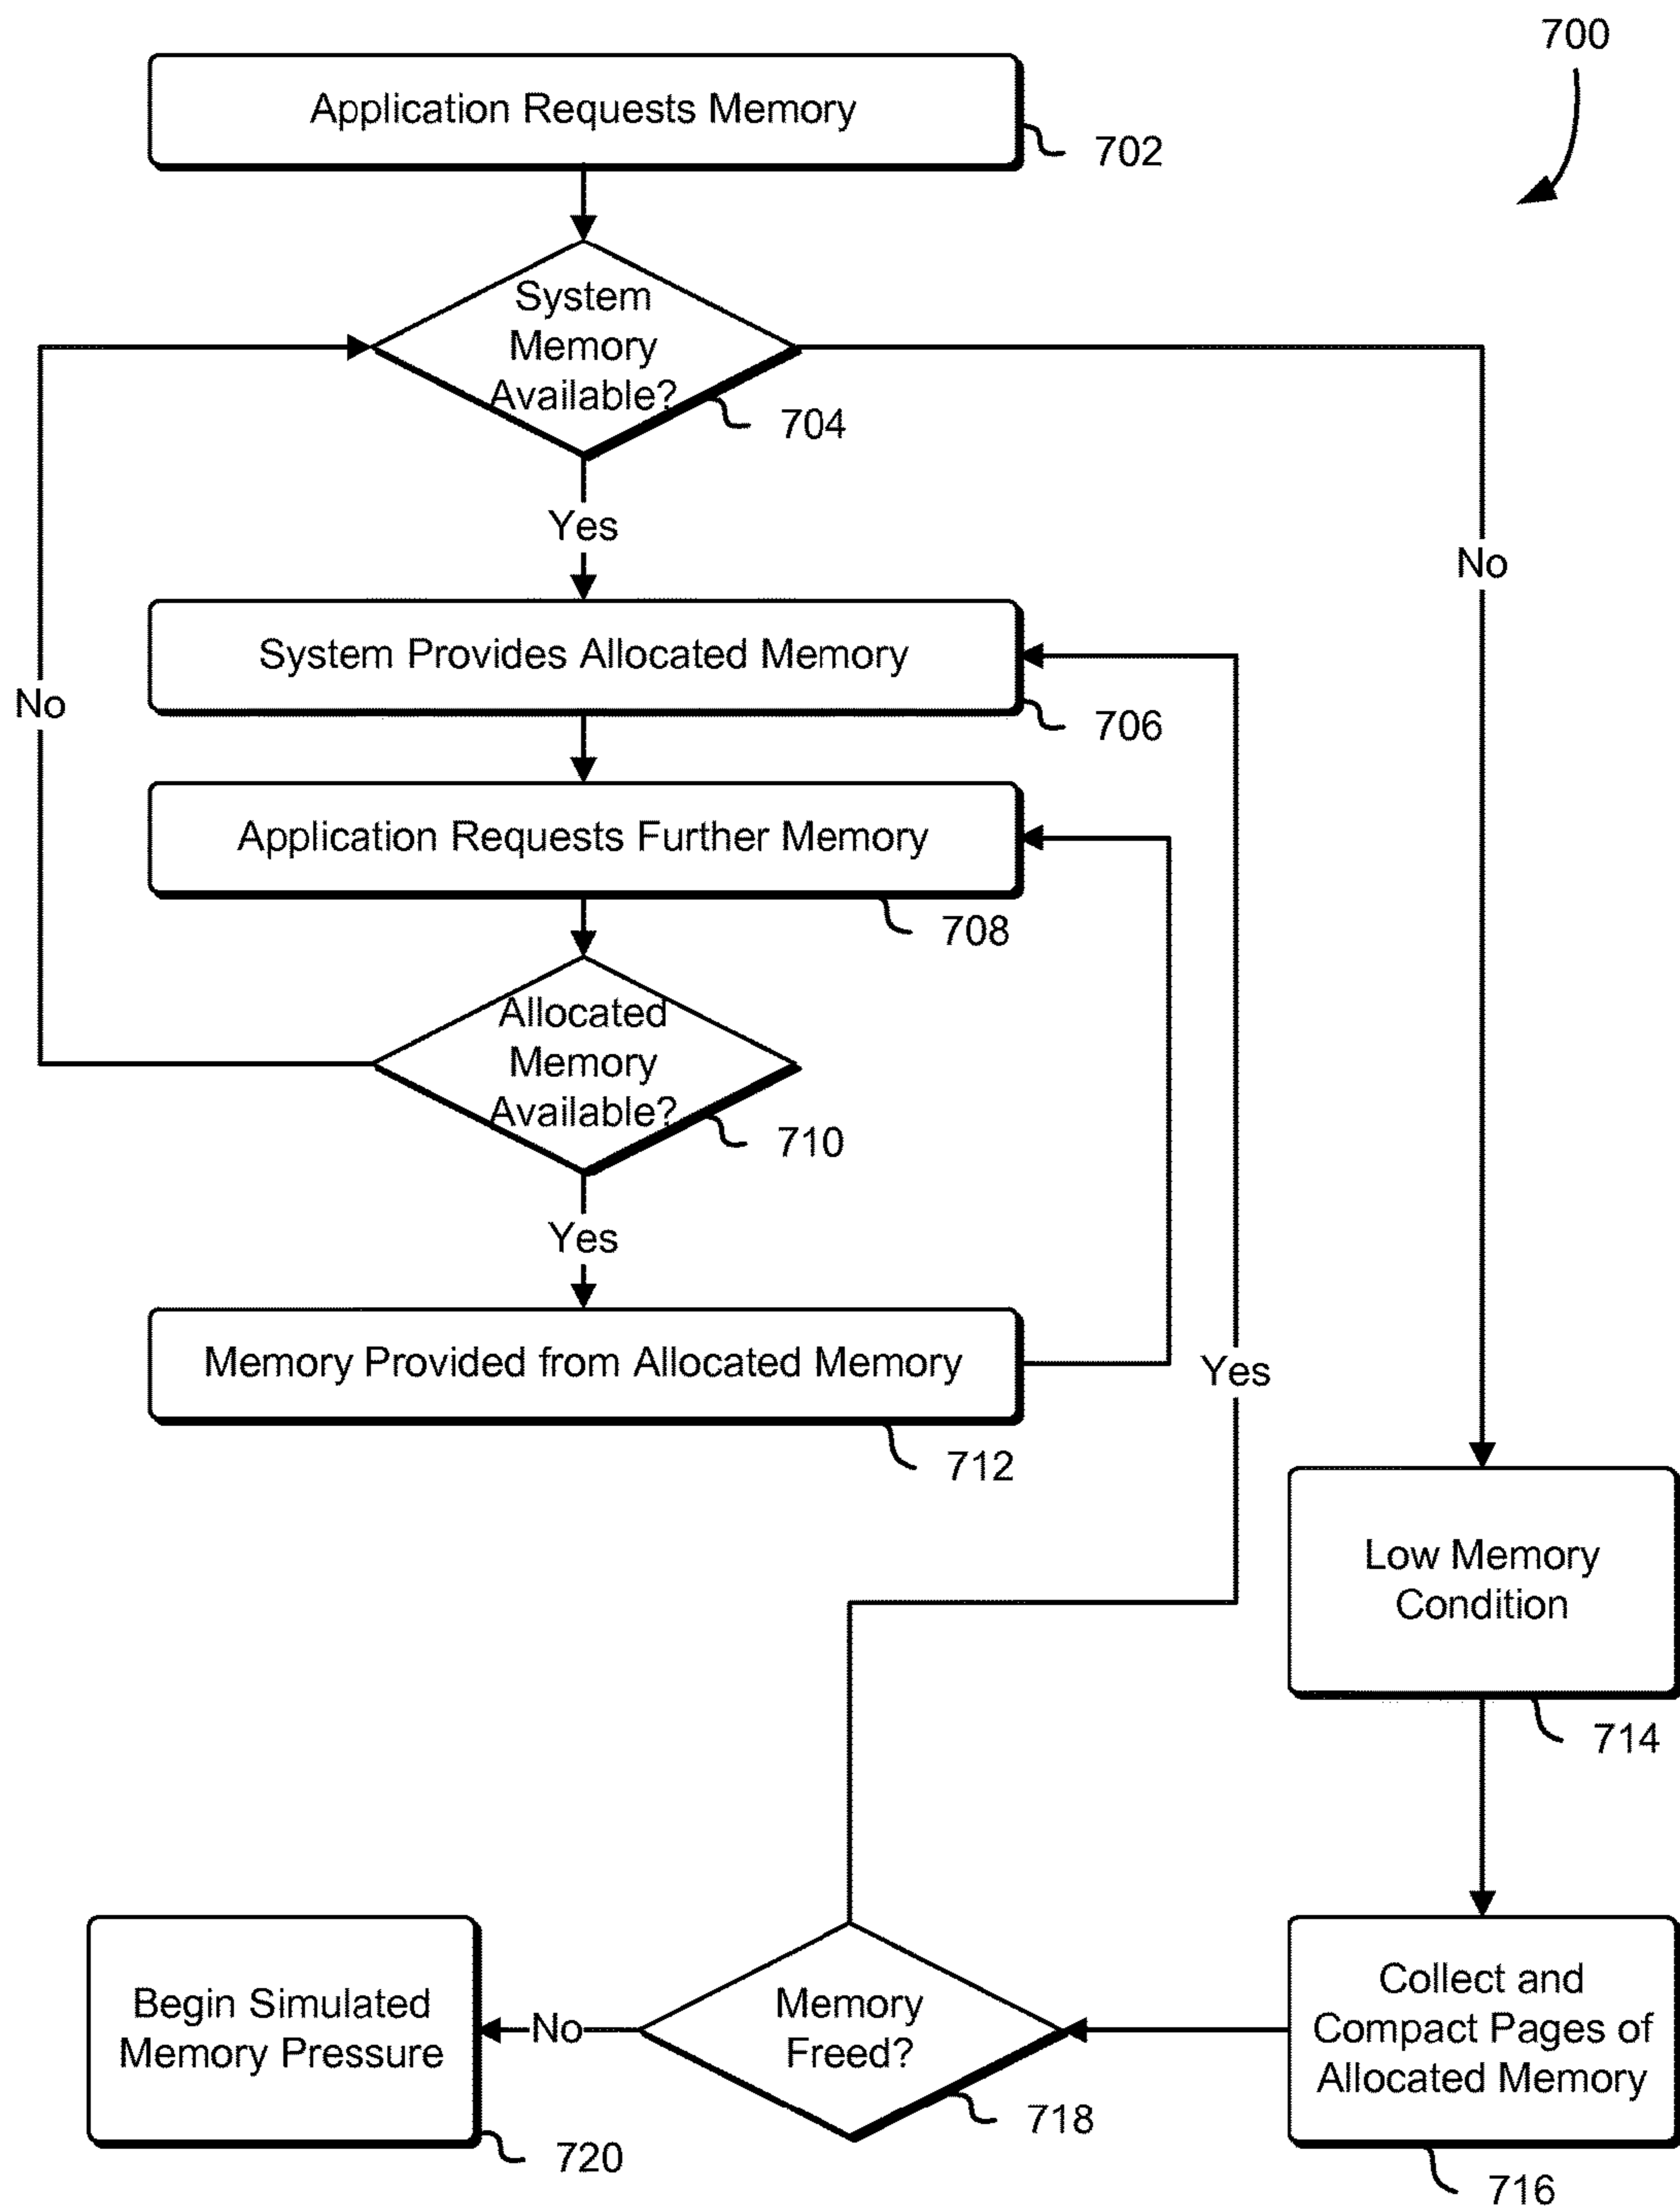 700
Application Requests Memory
702
System
Memory
Available?
704
Yes
No
System Provides Allocated Memory
706
No
Application Requests Further Memory
708
Allocated
Memory
Available?
710
Yes
Memory Provided from Allocated Memory
712
Yes
Low Memory
Condition
714
Collect and
Compact Pages of
Allocated Memory
716
Memory
Freed?
718
No
Begin Simulated
Memory Pressure
720